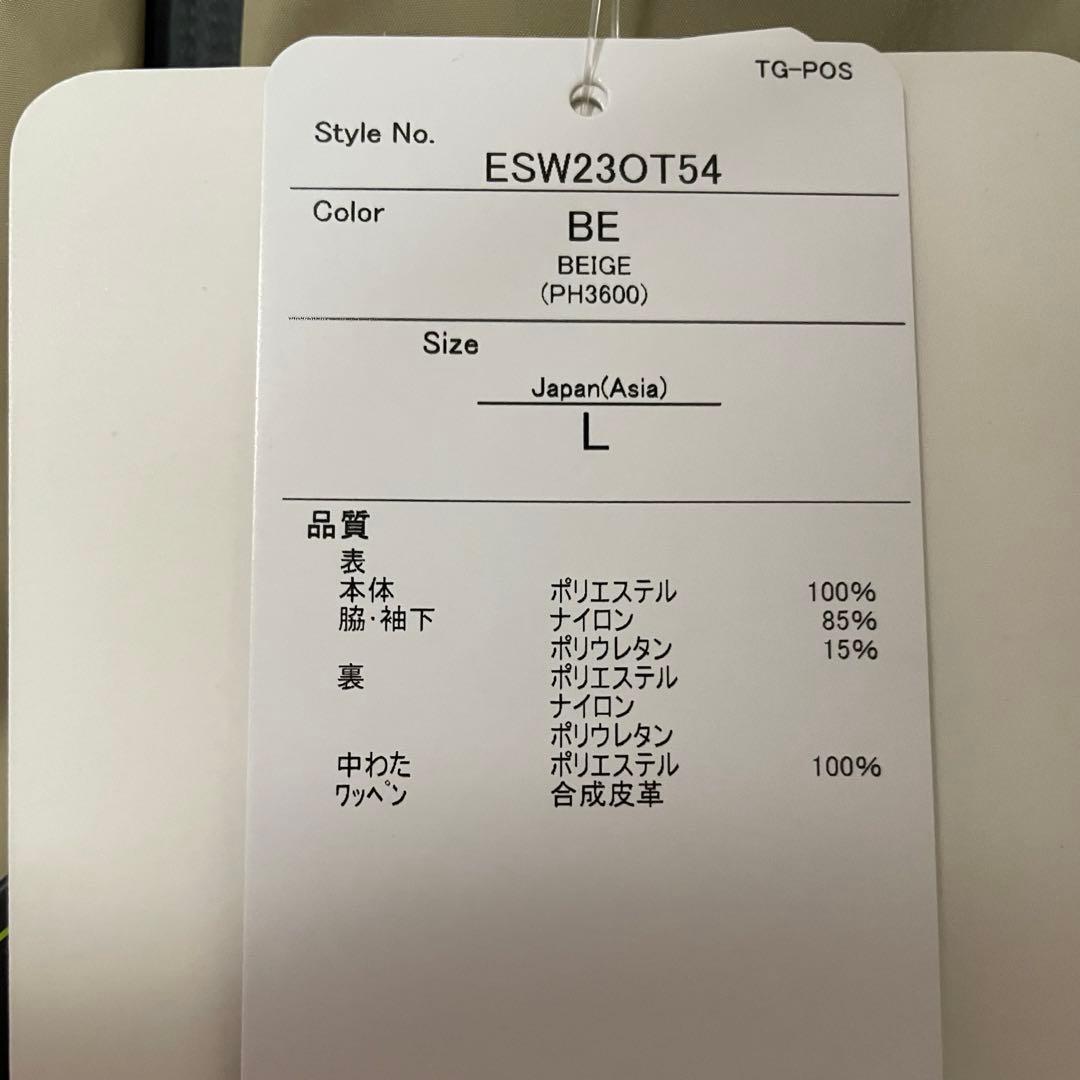 TG-POS
Style No.
ESW23OT54
Color
BE
BEIGE
(PH3600)
Size
Japan(Asia)
L
品質
表
本体 ポリエステル 100%
脇・袖下 ナイロン 85%
ポリウレタン 15%
裏 ポリエステル
ナイロン
ポリウレタン
中わた ポリエステル 100%
ﾜｯﾍﾟﾝ 合成皮革